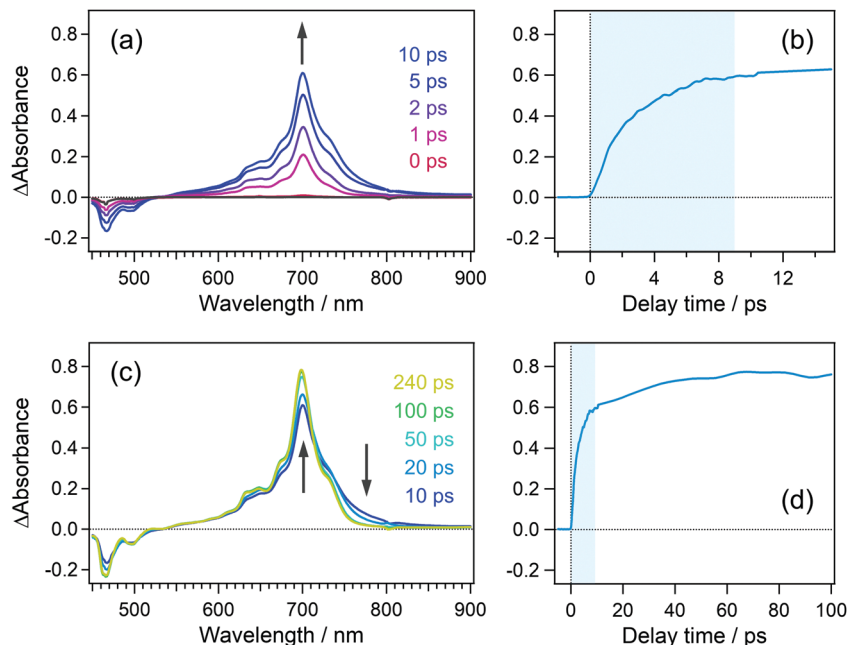 (a)
10 ps
5 ps
2 ps
1 ps
0 ps
ΔAbsorbance
0.8
0.6
0.4
0.2
0.0
-0.2
500 600 700 800 900
Wavelength / nm
(b)
0.8
0.6
0.4
0.2
0.0
-0.2
0 4 8 12
Delay time / ps
(c)
240 ps
100 ps
50 ps
20 ps
10 ps
ΔAbsorbance
0.8
0.6
0.4
0.2
0.0
-0.2
500 600 700 800 900
Wavelength / nm
(d)
0.8
0.6
0.4
0.2
0.0
-0.2
0 20 40 60 80 100
Delay time / ps